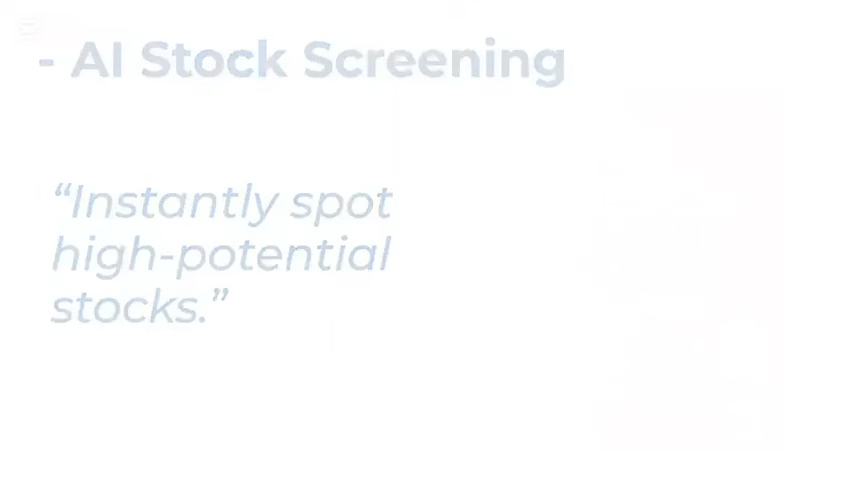 - AI Stock Screening
“Instantly spot
high-potential
stocks.”